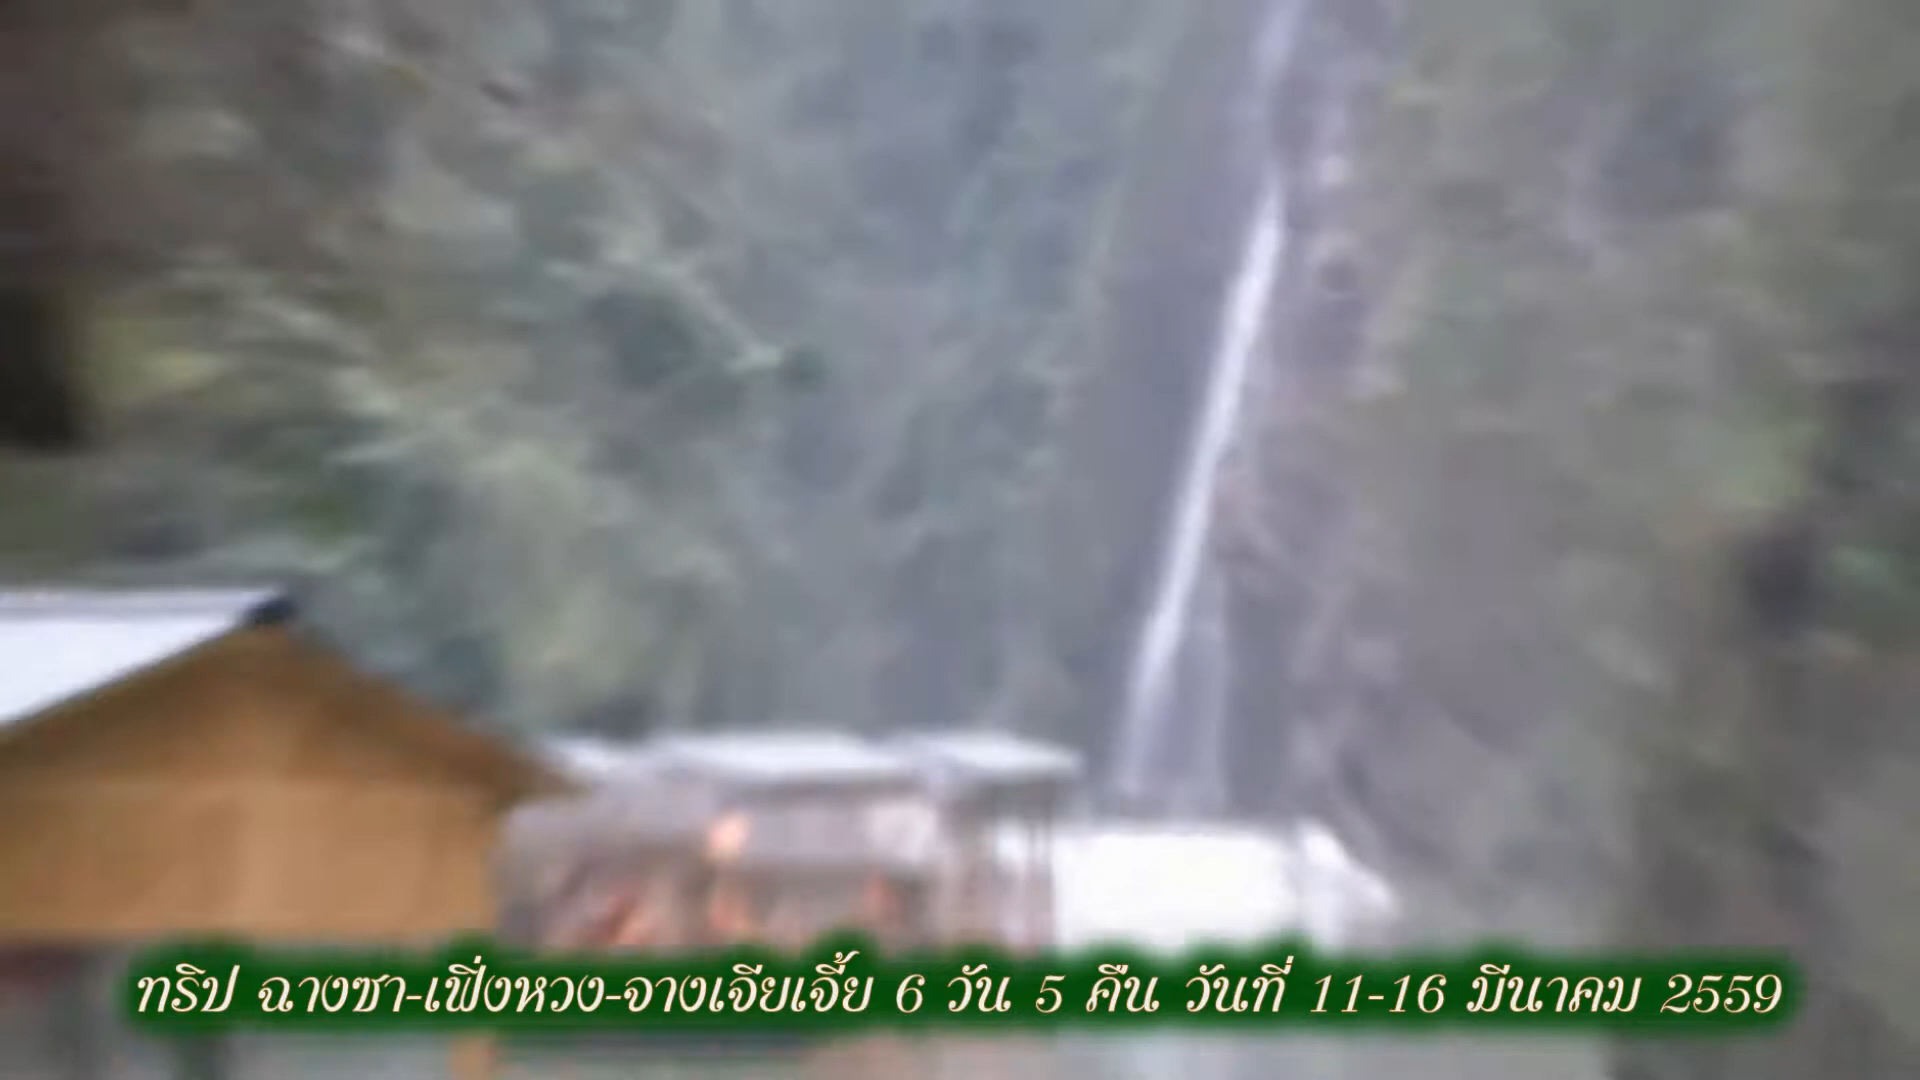 ทริป ฉางซา-เฟิ่งหวง-จางเจียเจี้ย 6 วัน 5 คืน วันที่ 11-16 มีนาคม 2559